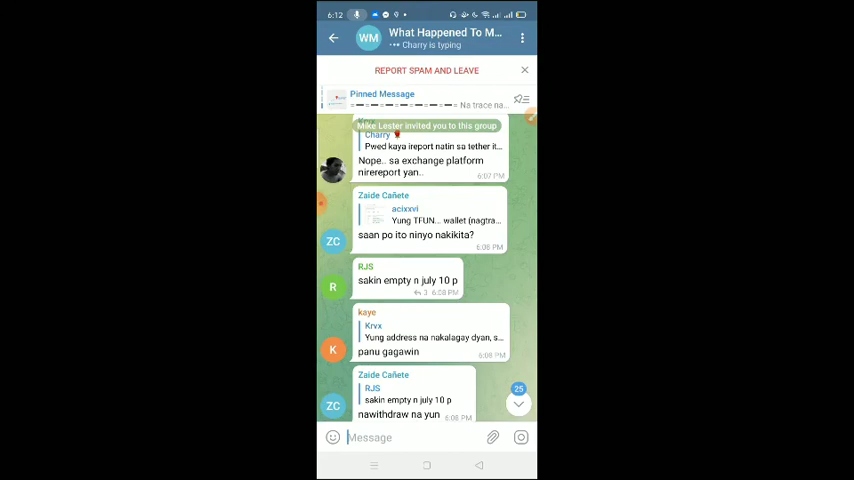 6:12
WM
What Happened To M...
Charry is typing
REPORT SPAM AND LEAVE
Pinned Message
Na trace na...
Mike Lester invited you to this group
Charry
Pwed kaya ireport natin sa tether it...
Nope.. sa exchange platform
nirereport yan..
6:07 PM
Zaide Cañete
acixxvi
Yung TFUN... wallet (nagtra...
saan po ito ninyo nakikita?
6:08 PM
ZC
RJS
sakin empty n july 10 p
3 6:08 PM
R
kaye
Krvx
Yung address na nakalagay dyan, s...
panu gagawin
6:08 PM
K
Zaide Cañete
RJS
sakin empty n july 10 p
nawithdraw na yun
6:08 PM
ZC
25
Message